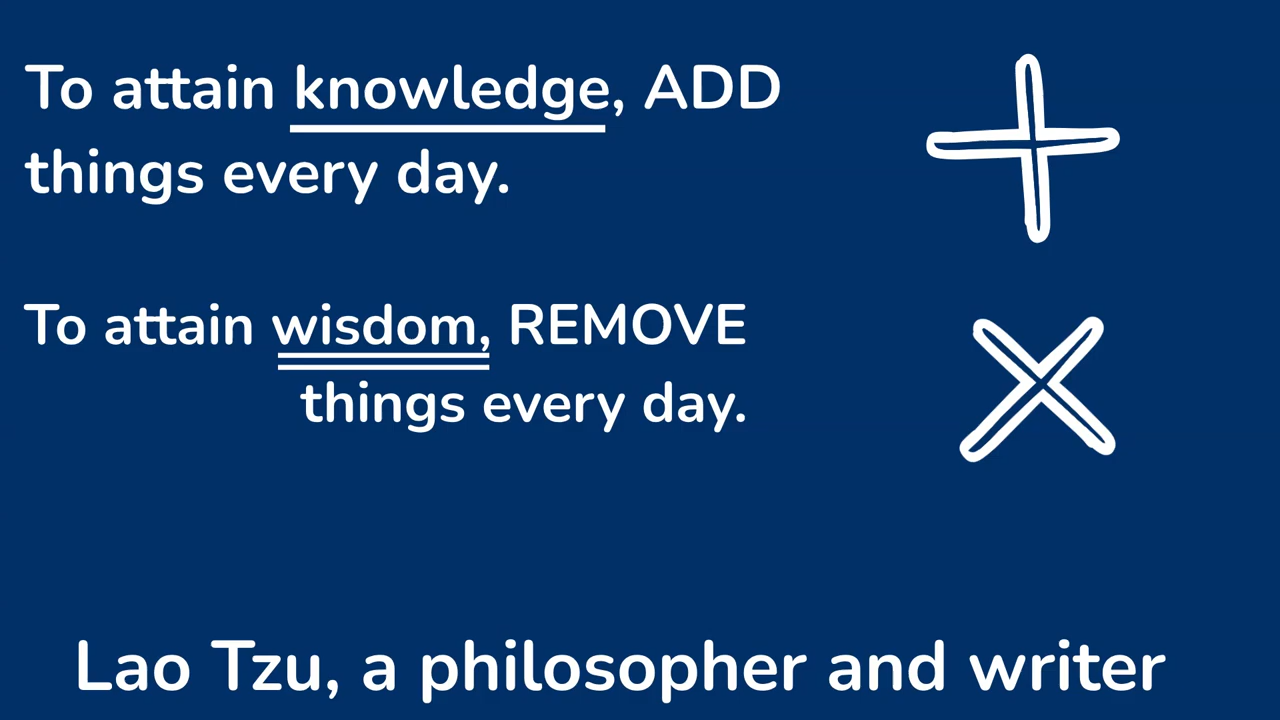 To attain knowledge, ADD
things every day.
To attain wisdom, REMOVE
things every day.
Lao Tzu, a philosopher and writer